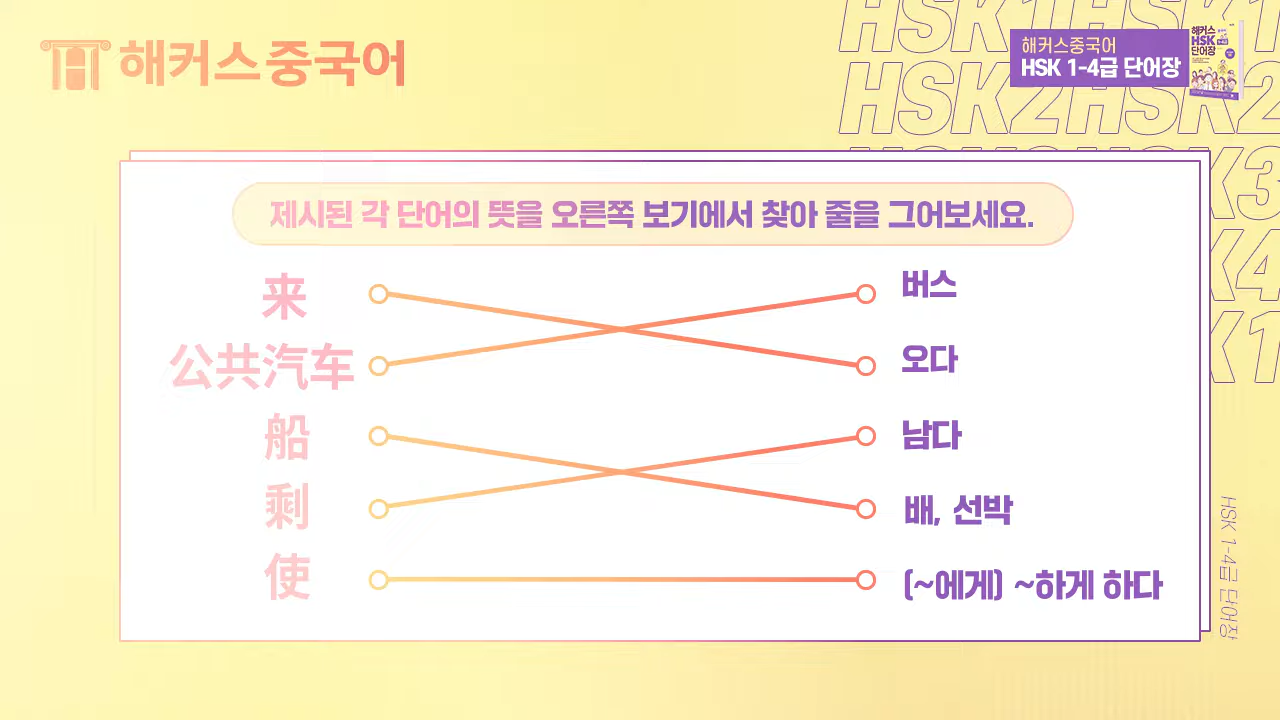 해커스중국어
해커스중국어
HSK 1-4급 단어장
해커스
HSK
단어장
HSK1HSK1
HSK2HSK2
제시된 각 단어의 뜻을 오른쪽 보기에서 찾아 줄을 그어보세요.
来
버스
公共汽车
오다
船
남다
剩
배, 선박
使
(~에게) ~하게 하다
HSK 1-4급 단어장